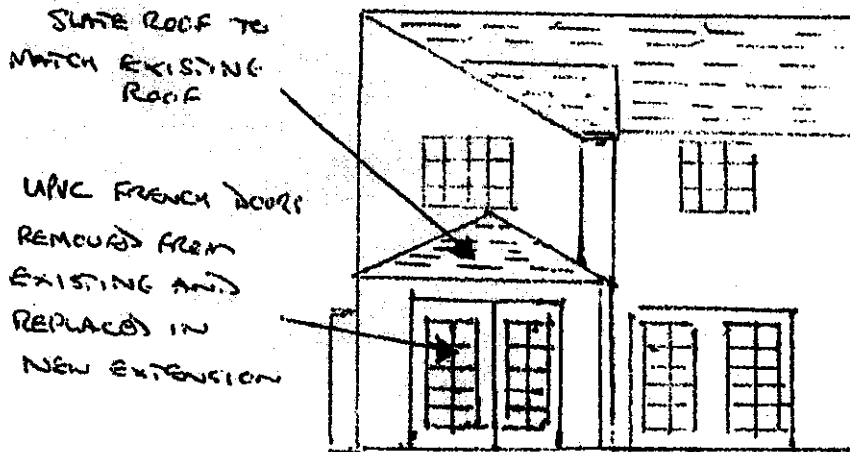 SLATE ROOF TO
MATCH EXISTING
ROOF
UPVC FRENCH DOORS
REMOVED FROM
EXISTING AND
REPLACED IN
NEW EXTENSION